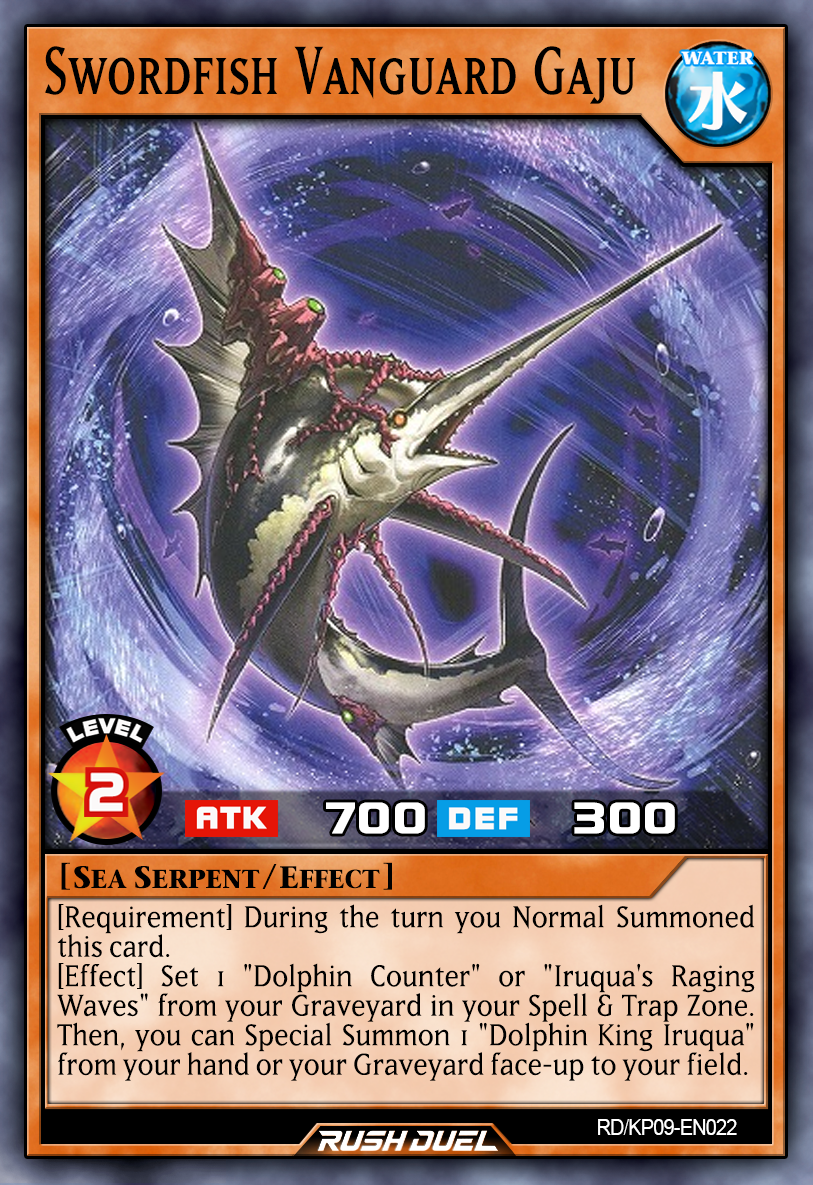 Swordfish Vanguard Gaju
WATER
水
LEVEL
2
ATK 700 DEF 300
[Sea Serpent/Effect]
[Requirement] During the turn you Normal Summoned
this card.
[Effect] Set 1 "Dolphin Counter" or "Iruqua's Raging
Waves" from your Graveyard in your Spell & Trap Zone.
Then, you can Special Summon 1 "Dolphin King Iruqua"
from your hand or your Graveyard face-up to your field.
RD/KP09-EN022
RUSH DUEL